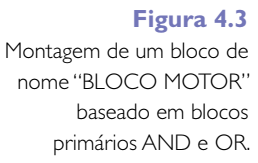 Figura 4.3
Montagem de um bloco de
nome “BLOCO MOTOR”
baseado em blocos
primários AND e OR.